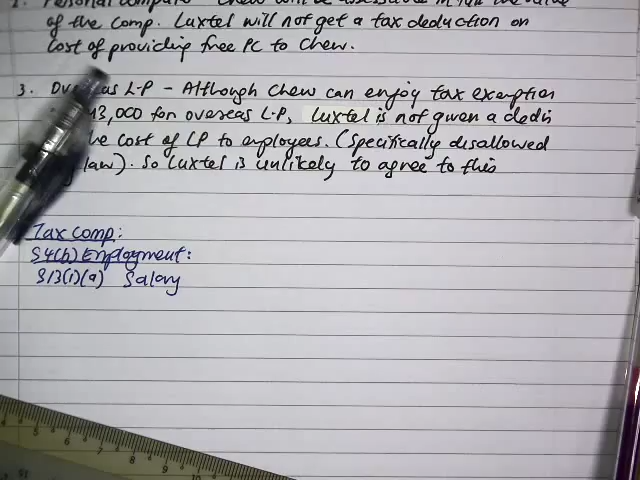 of the comp. Luxtel will not get a tax deduction on
cost of providing free PC to Chew.
3. Overseas L-P - Although Chew can enjoy tax exemption
3,000 for overseas L.P, Luxtel is not given a dedn
the cost of LP to employees. (Specifically disallowed
law). So Luxtel is unlikely to agree to this
Tax comp:
S4(b) Employment:
S13(1)(a) Salary